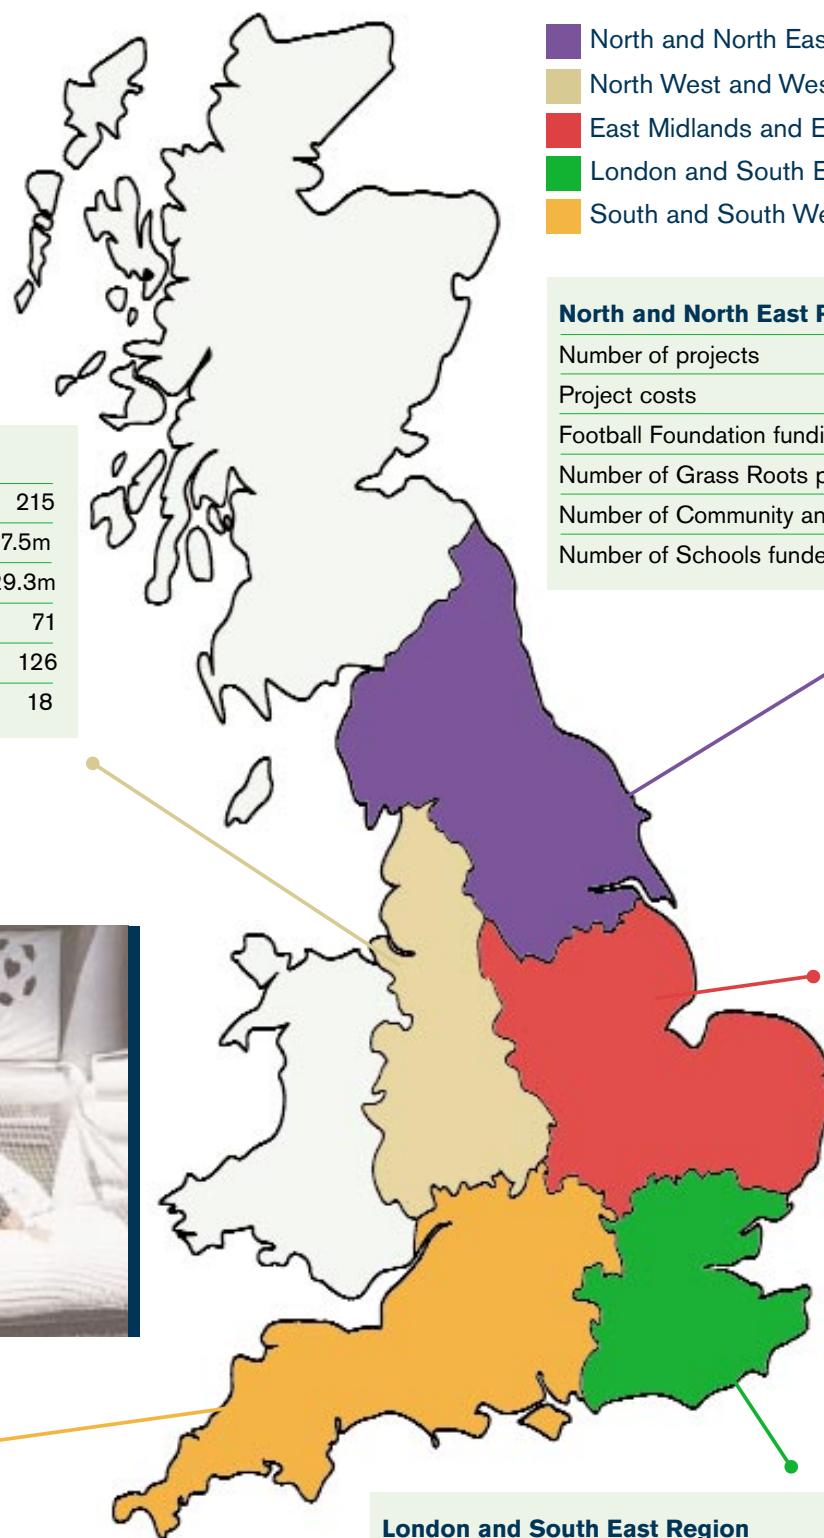 North and North Eas
North West and Wes
East Midlands and E
London and South E
South and South We
North and North East
Number of projects
Project costs
Football Foundation fundi
Number of Grass Roots p
Number of Community an
Number of Schools funde
215
7.5m
9.3m
71
126
18
London and South East Region